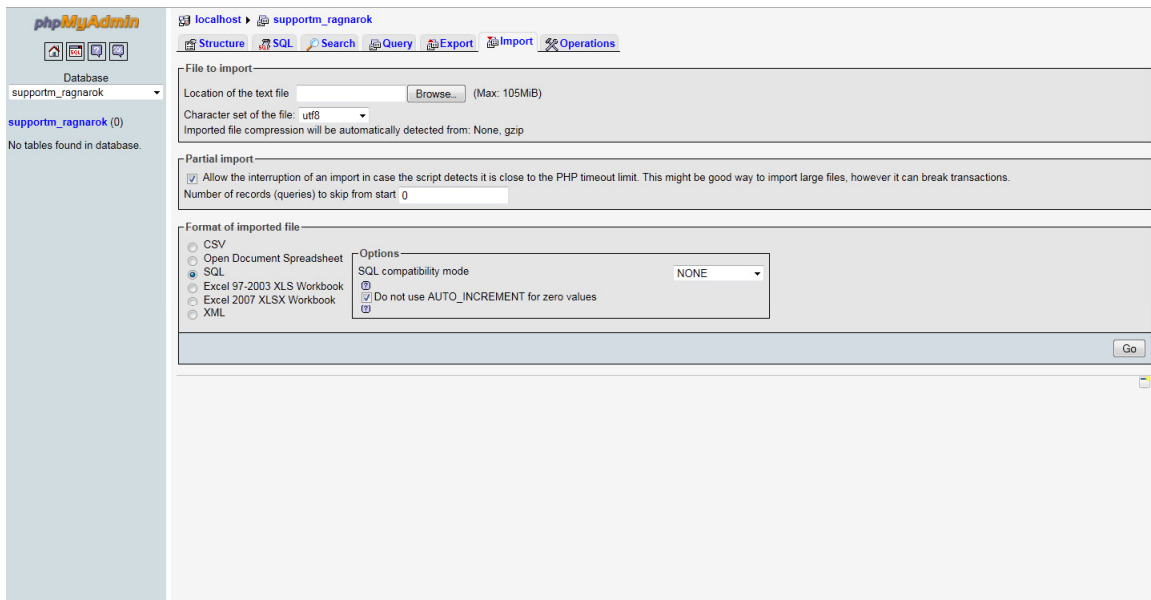 phpMyAdmin
Database
supportm_ragnarok
supportm_ragnarok (0)
No tables found in database.
localhost supportm_ragnarok
Structure SQL Search Query Export Import Operations
File to import
Location of the text file Browse... (Max: 105MiB)
Character set of the file: utf8
Imported file compression will be automatically detected from: None, gzip
Partial import
Allow the interruption of an import in case the script detects it is close to the PHP timeout limit. This might be good way to import large files, however it can break transactions.
Number of records (queries) to skip from start 0
Format of imported file
CSV
Open Document Spreadsheet
SQL
Excel 97-2003 XLS Workbook
Excel 2007 XLSX Workbook
XML
Options
SQL compatibility mode NONE
Do not use AUTO_INCREMENT for zero values
Go